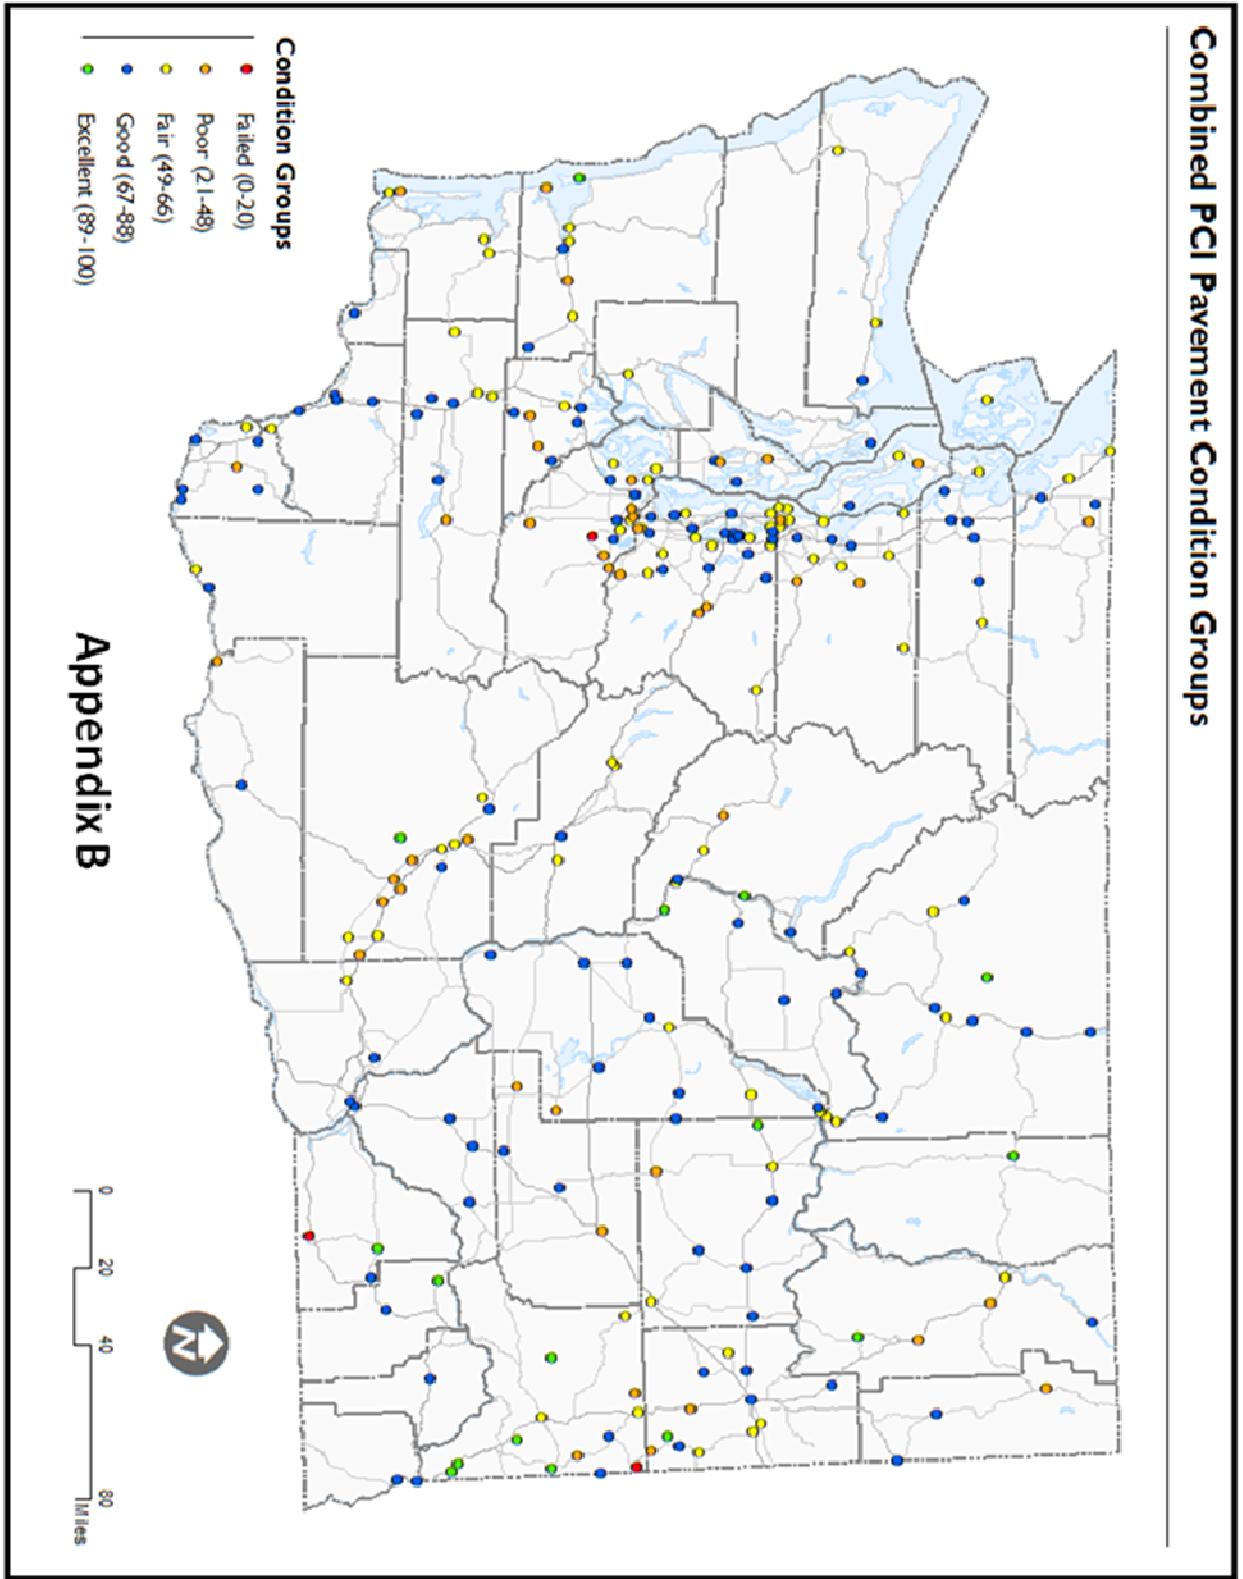 Combined PCI Pavement Condition Groups
Condition Groups
Failed (0-20)
Poor (21-48)
Fair (49-66)
Good (67-88)
Excellent (89-100)
Appendix B
N
0 20 40 80
Miles